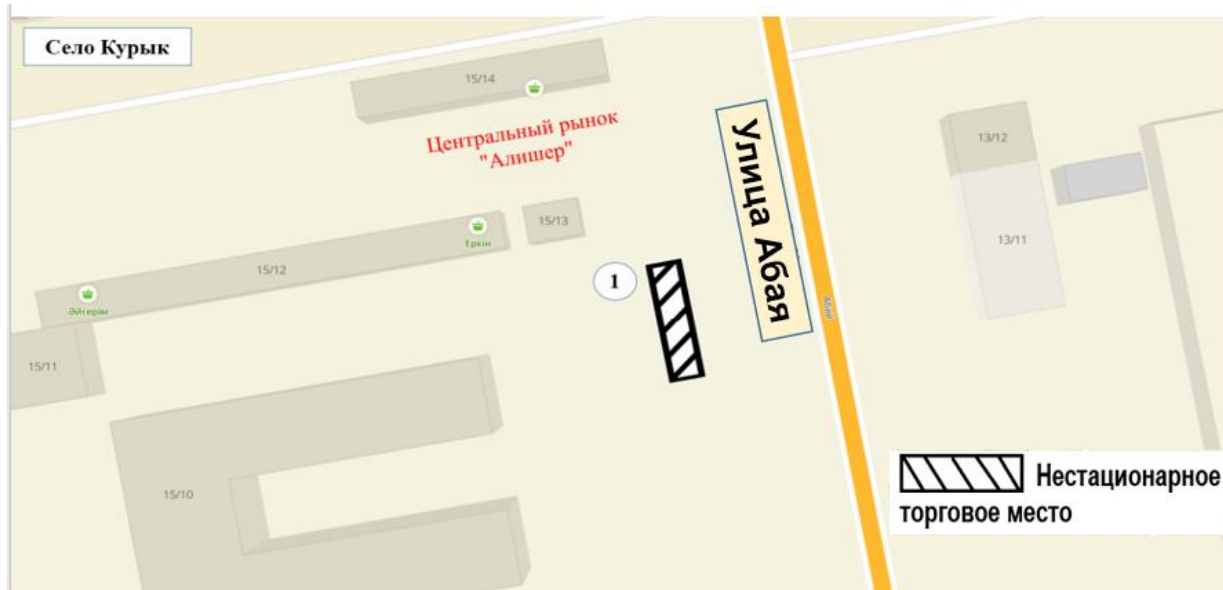 Село Курык
15/14
Центральный рынок
"Алишер"
Улица Абая
13/12
15/13
Еркін
13/11
15/12
1
Әйгерім
Абай
15/11
15/10
Нестационарное
торговое место